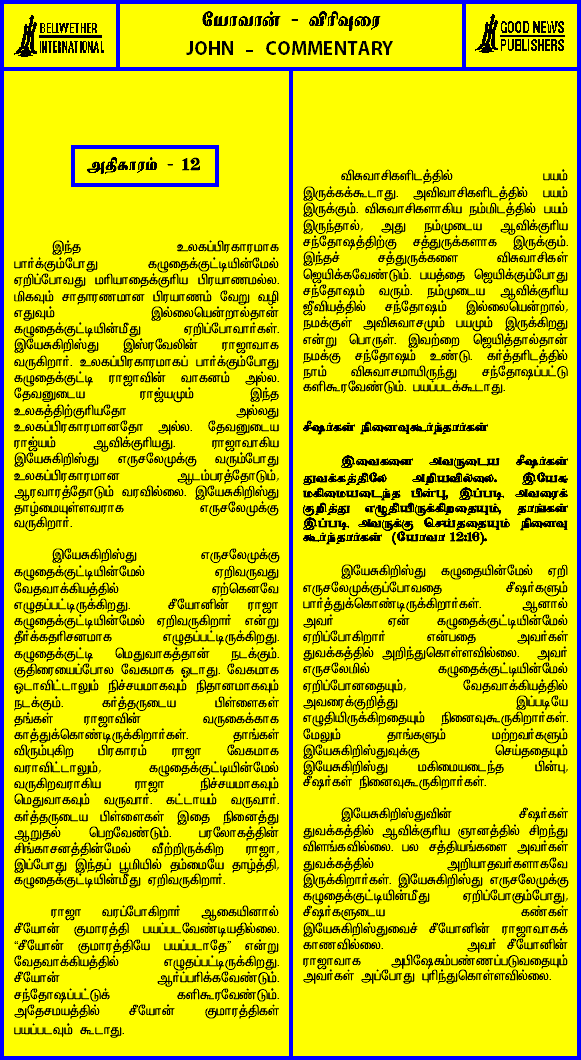 BELWETHER
INTERNATIONAL
யோவான் - விரிவுரை
JOHN - COMMENTARY
GOOD NEWS
PUBLISHERS
அதிகாரம் - 12
இந்த உலகப்பிரகாரமாக
பார்க்கும்போது கழுதைக்குட்டியின்மேல்
ஏறிப்போவது மரியாதைக்குரிய பிரயாணமல்ல.
மிகவும் சாதாரணமான பிரயாணம் வேறு வழி
எதுவும் இல்லையென்றால்தான்
கழுதைக்குட்டியின்மீது ஏறிப்போவார்கள்.
இயேசுகிறிஸ்து இஸ்ரவேலின் ராஜாவாக
வருகிறார். உலகப்பிரகாரமாகப் பார்க்கும்போது
கழுதைக்குட்டி ராஜாவின் வாகனம் அல்ல.
தேவனுடைய ராஜ்யமும் இந்த
உலகத்திற்குரியதோ அல்லது
உலகப்பிரகாரமானதோ அல்ல. தேவனுடைய
ராஜ்யம் ஆவிக்குரியது. ராஜாவாகிய
இயேசுகிறிஸ்து எருசலேமுக்கு வரும்போது
உலகப்பிரகாரமான ஆடம்பரத்தோடும்,
ஆரவாரத்தோடும் வரவில்லை. இயேசுகிறிஸ்து
தாழ்மையுள்ளவராக எருசலேமுக்கு
வருகிறார்.
இயேசுகிறிஸ்து எருசலேமுக்கு
கழுதைக்குட்டியின்மேல் ஏறிவருவது
வேதவாக்கியத்தில் ஏற்கெனவே
எழுதப்பட்டிருக்கிறது. சீயோனின் ராஜா
கழுதைக்குட்டியின்மேல் ஏறிவருகிறார் என்று
தீர்க்கதரிசனமாக எழுதப்பட்டிருக்கிறது.
கழுதைக்குட்டி மெதுவாகத்தான் நடக்கும்.
குதிரையைப்போல வேகமாக ஓடாது. வேகமாக
ஓடாவிட்டாலும் நிச்சயமாகவும் நிதானமாகவும்
நடக்கும். கர்த்தருடைய பிள்ளைகள்
தங்கள் ராஜாவின் வருகைக்காக
காத்துக்கொண்டிருக்கிறார்கள். தாங்கள்
விரும்புகிற பிரகாரம் ராஜா வேகமாக
வராவிட்டாலும், கழுதைக்குட்டியின்மேல்
வருகிறவராகிய ராஜா நிச்சயமாகவும்
மெதுவாகவும் வருவார். கட்டாயம் வருவார்.
கர்த்தருடைய பிள்ளைகள் இதை நினைத்து
ஆறுதல் பெறவேண்டும். பரலோகத்தின்
சிங்காசனத்தின்மேல் வீற்றிருக்கிற ராஜா,
இப்போது இந்தப் பூமியில் தம்மையே தாழ்த்தி,
கழுதைக்குட்டியின்மீது ஏறிவருகிறார்.
ராஜா வரப்போகிறார் ஆகையினால்
சீயோன் குமாரத்தி பயப்படவேண்டியதில்லை.
“சீயோன் குமாரத்தியே பயப்படாதே” என்று
வேதவாக்கியத்தில் எழுதப்பட்டிருக்கிறது.
சீயோன் ஆர்ப்பரிக்கவேண்டும்.
சந்தோஷப்பட்டுக் களிகூரவேண்டும்.
அதேசமயத்தில் சீயோன் குமாரத்திகள்
பயப்படவும் கூடாது.
விசுவாசிகளிடத்தில் பயம்
இருக்கக்கூடாது. அவிவாசிகளிடத்தில் பயம்
இருக்கும். விசுவாசிகளாகிய நம்மிடத்தில் பயம்
இருந்தால், அது நம்முடைய ஆவிக்குரிய
சந்தோஷத்திற்கு சத்துருக்களாக இருக்கும்.
இந்தச் சத்துருக்களை விசுவாசிகள்
ஜெயிக்கவேண்டும். பயத்தை ஜெயிக்கும்போது
சந்தோஷம் வரும். நம்முடைய ஆவிக்குரிய
ஜீவியத்தில் சந்தோஷம் இல்லையென்றால்,
நமக்குள் அவிசுவாசமும் பயமும் இருக்கிறது
என்று பொருள். இவற்றை ஜெயித்தால்தான்
நமக்கு சந்தோஷம் உண்டு. கர்த்தரிடத்தில்
நாம் விசுவாசமாயிருந்து சந்தோஷப்பட்டு
களிகூரவேண்டும். பயப்படக்கூடாது.
சீஷர்கள் நினைவுகூர்ந்தார்கள்
இவைகளை அவருடைய சீஷர்கள்
துவக்கத்திலே அறியவில்லை. இயேசு
மகிமையடைந்த பின்பு, இப்படி அவரைக்
குறித்து எழுதியிருக்கிறதையும், தாங்கள்
இப்படி அவருக்கு செய்ததையும் நினைவு
கூர்ந்தார்கள் (யோவா 12:16).
இயேசுகிறிஸ்து கழுதையின்மேல் ஏறி
எருசலேமுக்குப்போவதை சீஷர்களும்
பார்த்துக்கொண்டிருக்கிறார்கள். ஆனால்
அவர் ஏன் கழுதைக்குட்டியின்மேல்
ஏறிப்போகிறார் என்பதை அவர்கள்
துவக்கத்தில் அறிந்துகொள்ளவில்லை. அவர்
எருசலேமில் கழுதைக்குட்டியின்மேல்
ஏறிப்போனதையும், வேதவாக்கியத்தில்
அவரைக்குறித்து இப்படியே
எழுதியிருக்கிறதையும் நினைவுகூருகிறார்கள்.
மேலும் தாங்களும் மற்றவர்களும்
இயேசுகிறிஸ்துவுக்கு செய்ததையும்
இயேசுகிறிஸ்து மகிமையடைந்த பின்பு,
சீஷர்கள் நினைவுகூருகிறார்கள்.
இயேசுகிறிஸ்துவின் சீஷர்கள்
துவக்கத்தில் ஆவிக்குரிய ஞானத்தில் சிறந்து
விளங்கவில்லை. பல சத்தியங்களை அவர்கள்
துவக்கத்தில் அறியாதவர்களாகவே
இருக்கிறார்கள். இயேசுகிறிஸ்து எருசலேமுக்கு
கழுதைக்குட்டியின்மீது ஏறிப்போகும்போது,
சீஷர்களுடைய கண்கள்
இயேசுகிறிஸ்துவைச் சீயோனின் ராஜாவாகக்
காணவில்லை. அவர் சீயோனின்
ராஜாவாக அபிஷேகம்பண்ணப்படுவதையும்
அவர்கள் அப்போது புரிந்துகொள்ளவில்லை.